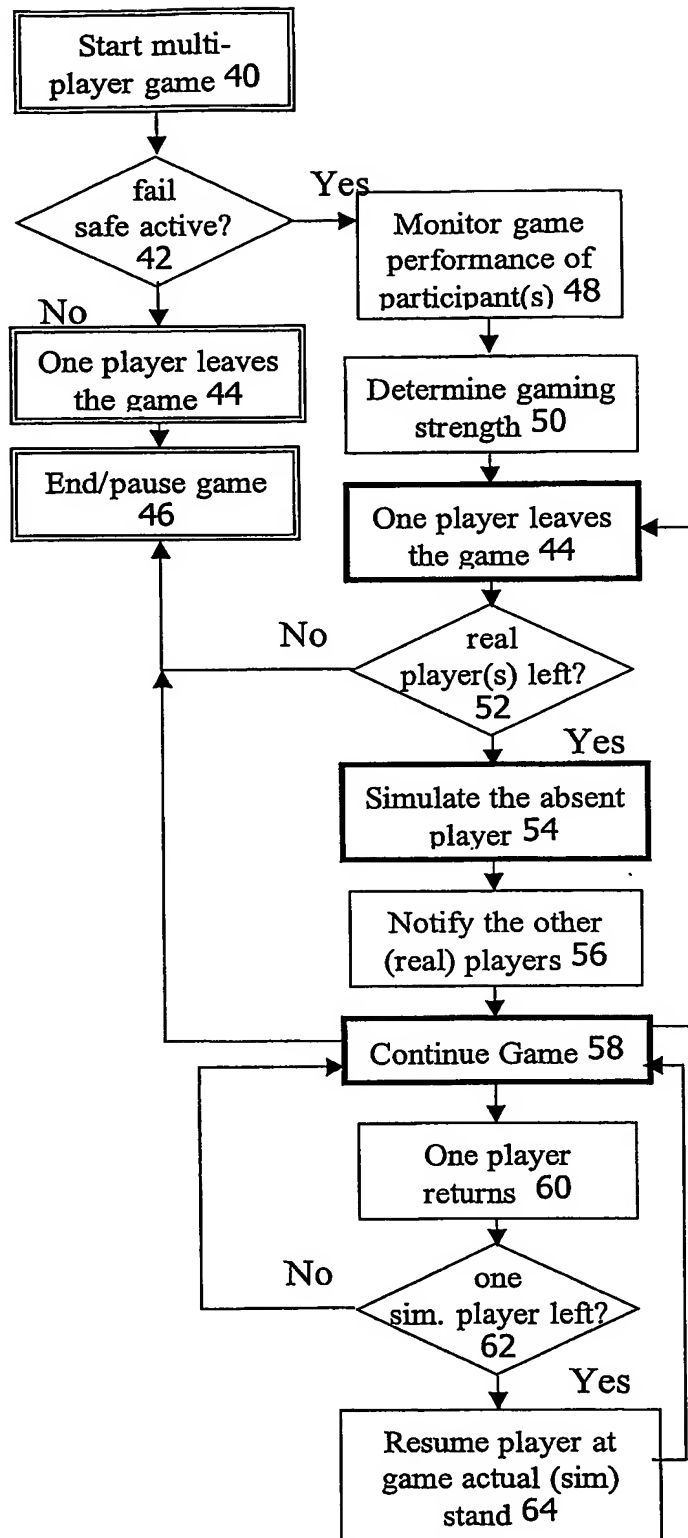 Start multi-
player game 40
fail
safe active?
42
Yes
No
Monitor game
performance of
participant(s) 48
One player leaves
the game 44
Determine gaming
strength 50
End/pause game
46
One player leaves
the game 44
No
real
player(s) left?
52
Yes
Simulate the absent
player 54
Notify the other
(real) players 56
Continue Game 58
One player
returns 60
No
one
sim. player left?
62
Yes
Resume player at
game actual (sim)
stand 64